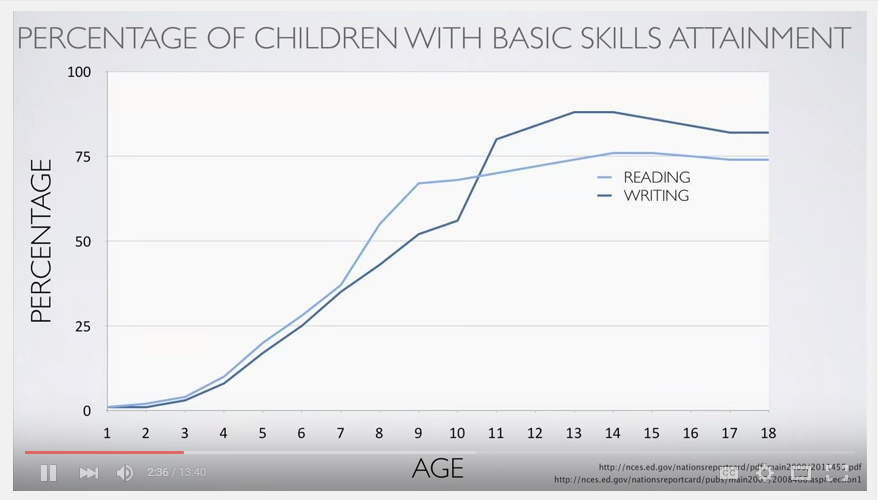 PERCENTAGE OF CHILDREN WITH BASIC SKILLS ATTAINMENT
100
75
50
25
0
PERCENTAGE
READING
WRITING
1 2 3 4 5 6 7 8 9 10 11 12 13 14 15 16 17 18
AGE
2:36 / 13:40
CC